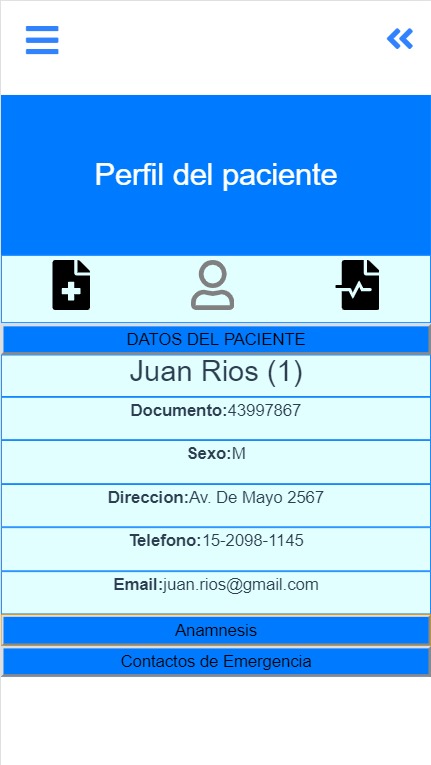 Perfil del paciente
DATOS DEL PACIENTE
Juan Rios (1)
Documento:43997867
Sexo:M
Direccion:Av. De Mayo 2567
Telefono:15-2098-1145
Email:juan.rios@gmail.com
Anamnesis
Contactos de Emergencia